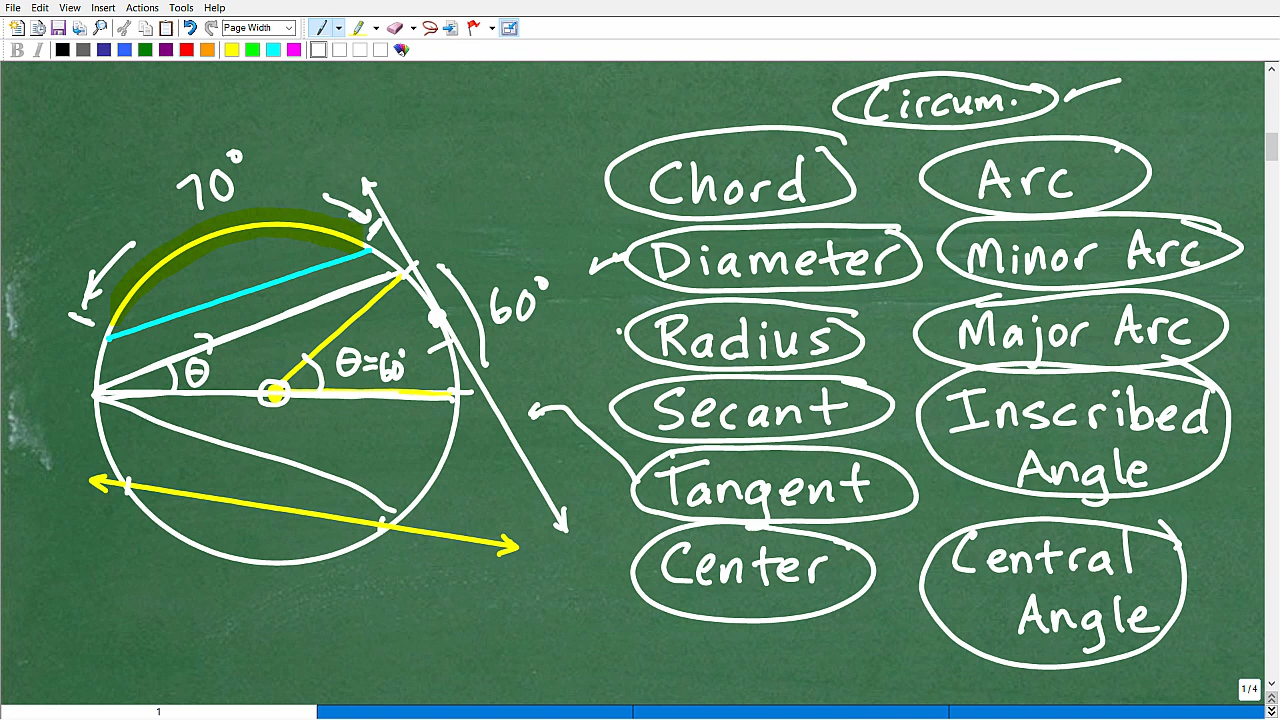 File Edit View Insert Actions Tools Help
Page Width
B I
Circum.
70°
Chord
Arc
Diameter
Minor Arc
60°
Radius
Major Arc
θ
θ=60°
Secant
Inscribed
Angle
Tangent
Center
Central
Angle
1/4
1